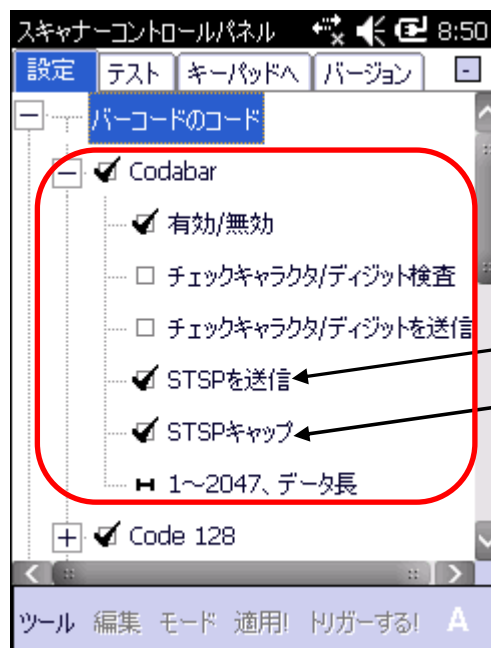 スキャナーコントロールパネル 8:50
設定 テスト キーパッドへ バージョン -
バーコードのコード
Codabar
有効/無効
チェックキャラクタ/ディジット検査
チェックキャラクタ/ディジットを送信
STSPを送信
STSPキャップ
1～2047、データ長
Code 128
ツール 編集 モード 適用! トリガーする! A